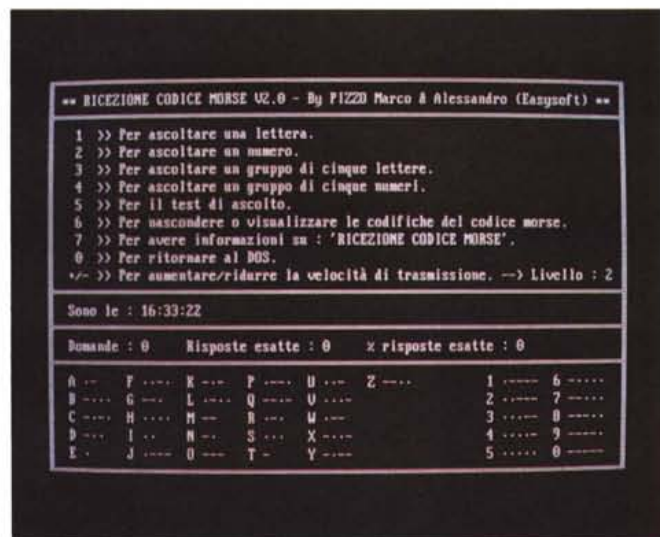 ** RICEZIONE CODICE MORSE V2.0 - By PIZZO Marco & Alessandro (Easysoft) **
1 >> Per ascoltare una lettera.
2 >> Per ascoltare un numero.
3 >> Per ascoltare un gruppo di cinque lettere.
4 >> Per ascoltare un gruppo di cinque numeri.
5 >> Per il test di ascolto.
6 >> Per nascondere o visualizzare le codifiche del codice morse.
7 >> Per avere informazioni su : 'RICEZIONE CODICE MORSE'.
0 >> Per ritornare al DOS.
+/- >> Per aumentare/ridurre la velocità di trasmissione. --> Livello : 2
Sono le : 16:33:22
Domande : 0 Risposte esatte : 0 % risposte esatte : 0
A .- F ..-. K -.- P .--. U ..- Z --.. 1 .---- 6 -....
B -... G --. L .-.. Q --.- V ...- 2 ..--- 7 --...
C -.-. H .... M -- R .-. W .-- 3 ...-- 8 ---..
D -.. I .. N -. S ... X -..- 4 ....- 9 ----.
E . J .--- O --- T - Y -.-- 5 ..... 0 -----